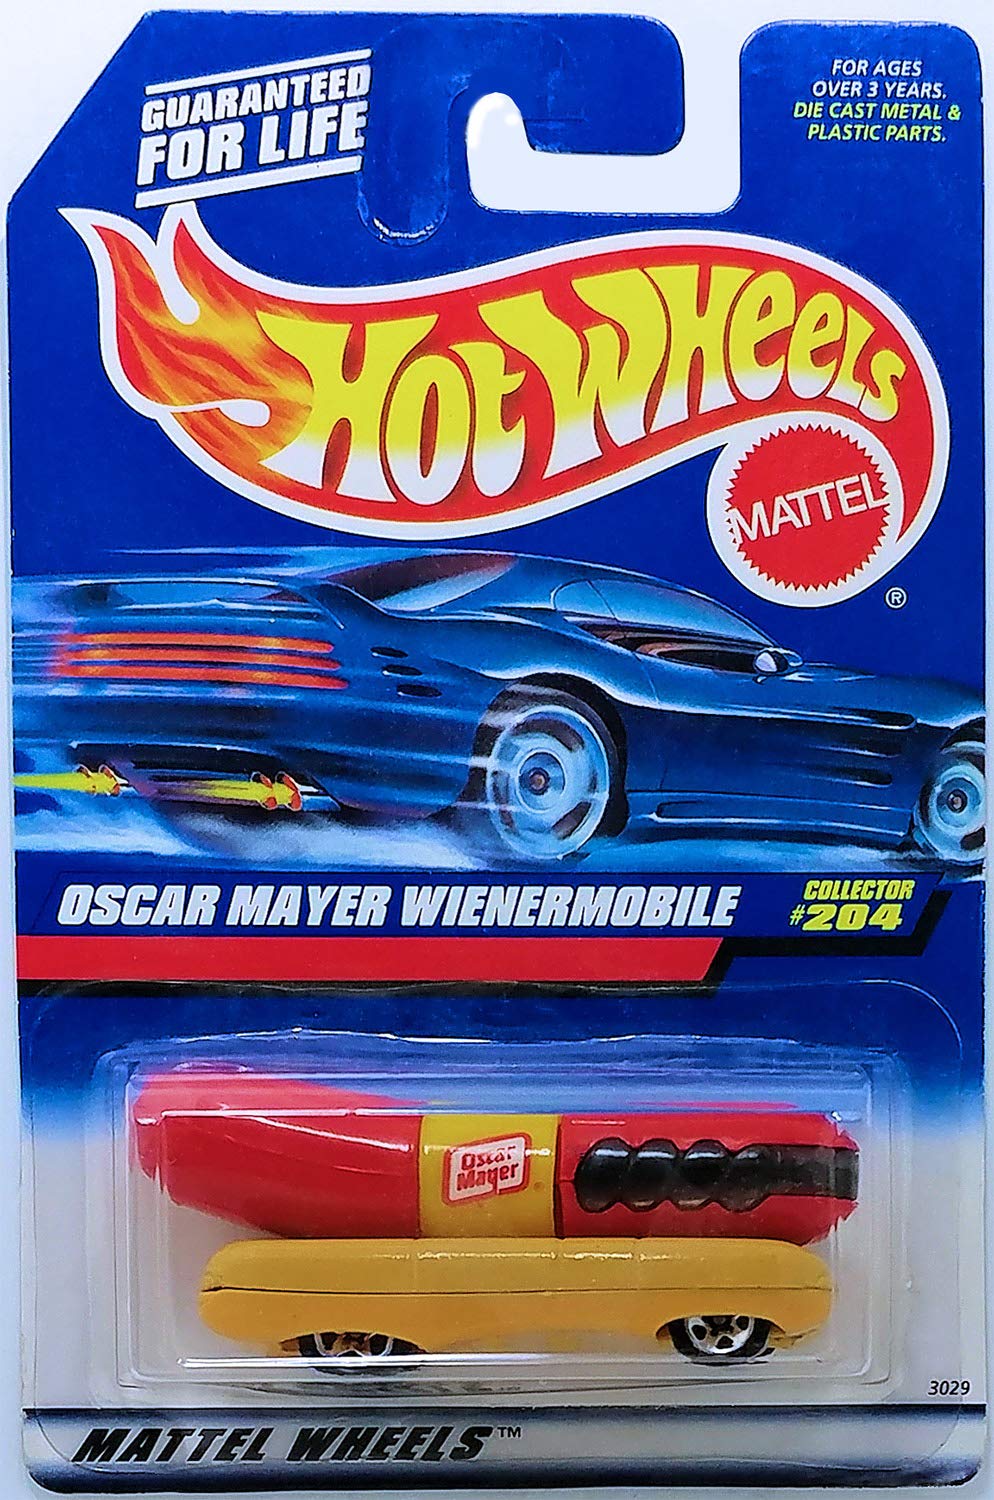 GUARANTEED
FOR LIFE
FOR AGES
OVER 3 YEARS.
DIE CAST METAL &
PLASTIC PARTS.
HOT WHEELS
MATTEL
®
OSCAR MAYER WIENERMOBILE
COLLECTOR
#204
Oscar
Mayer
3029
MATTEL WHEELS™